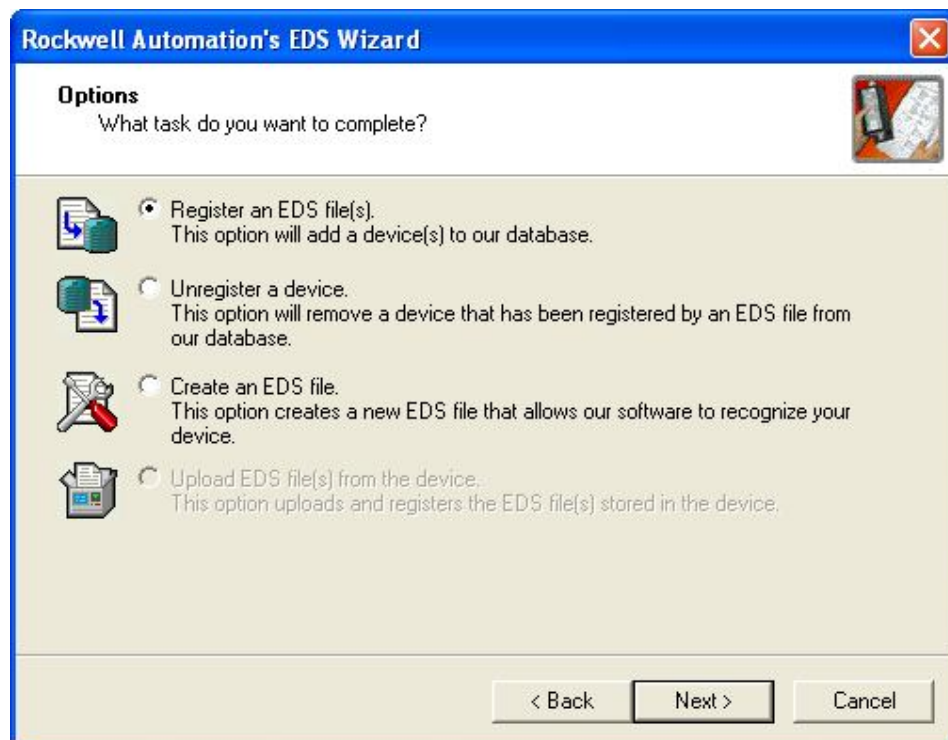 Rockwell Automation's EDS Wizard
Options
What task do you want to complete?
Register an EDS file(s).
This option will add a device(s) to our database.
Unregister a device.
This option will remove a device that has been registered by an EDS file from
our database.
Create an EDS file.
This option creates a new EDS file that allows our software to recognize your
device.
Upload EDS file(s) from the device.
This option uploads and registers the EDS file(s) stored in the device.
< Back
Next >
Cancel